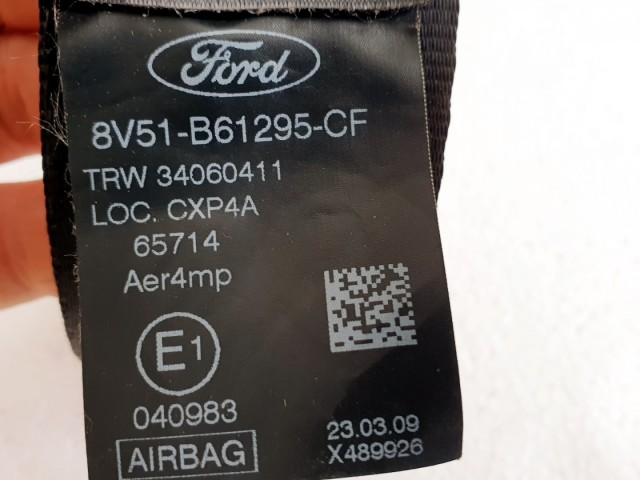 Ford
8V51-B61295-CF
TRW 34060411
LOC. CXP4A
65714
Aer4mp
E1
040983
23.03.09
AIRBAG
X489926